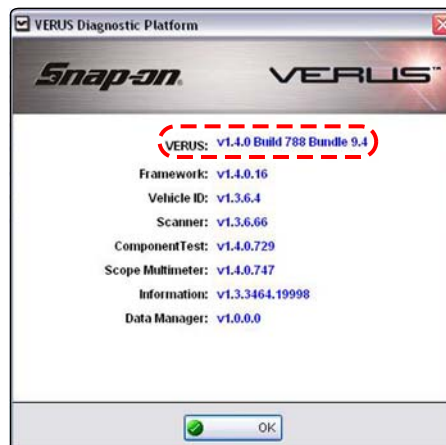 VERUS Diagnostic Platform
Snap-on. VERUS™
VERUS: v1.4.0 Build 788 Bundle 9.4
Framework: v1.4.0.16
Vehicle ID: v1.3.6.4
Scanner: v1.3.6.66
ComponentTest: v1.4.0.729
Scope Multimeter: v1.4.0.747
Information: v1.3.3464.19998
Data Manager: v1.0.0.0
OK